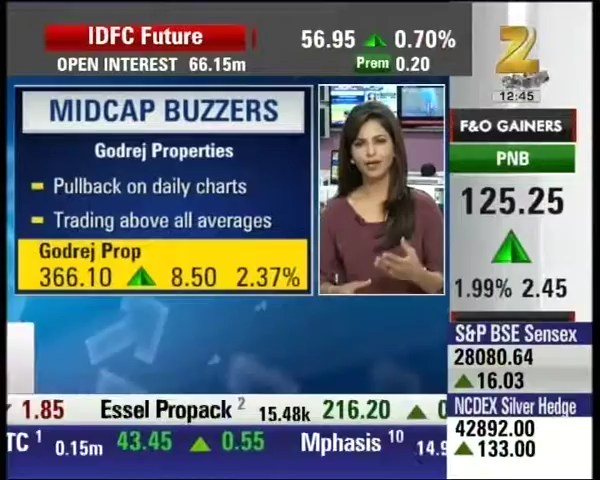 IDFC Future
56.95 0.70%
OPEN INTEREST 66.15m
Prem 0.20
12:45
MIDCAP BUZZERS
Godrej Properties
Pullback on daily charts
Trading above all averages
Godrej Prop
366.10 8.50 2.37%
F&O GAINERS
PNB
125.25
1.99% 2.45
S&P BSE Sensex
28080.64
16.03
NCDEX Silver Hedge
42892.00
133.00
1.85 Essel Propack 2 15.48k 216.20
TC 1 0.15m 43.45 0.55 Mphasis 10 14.9